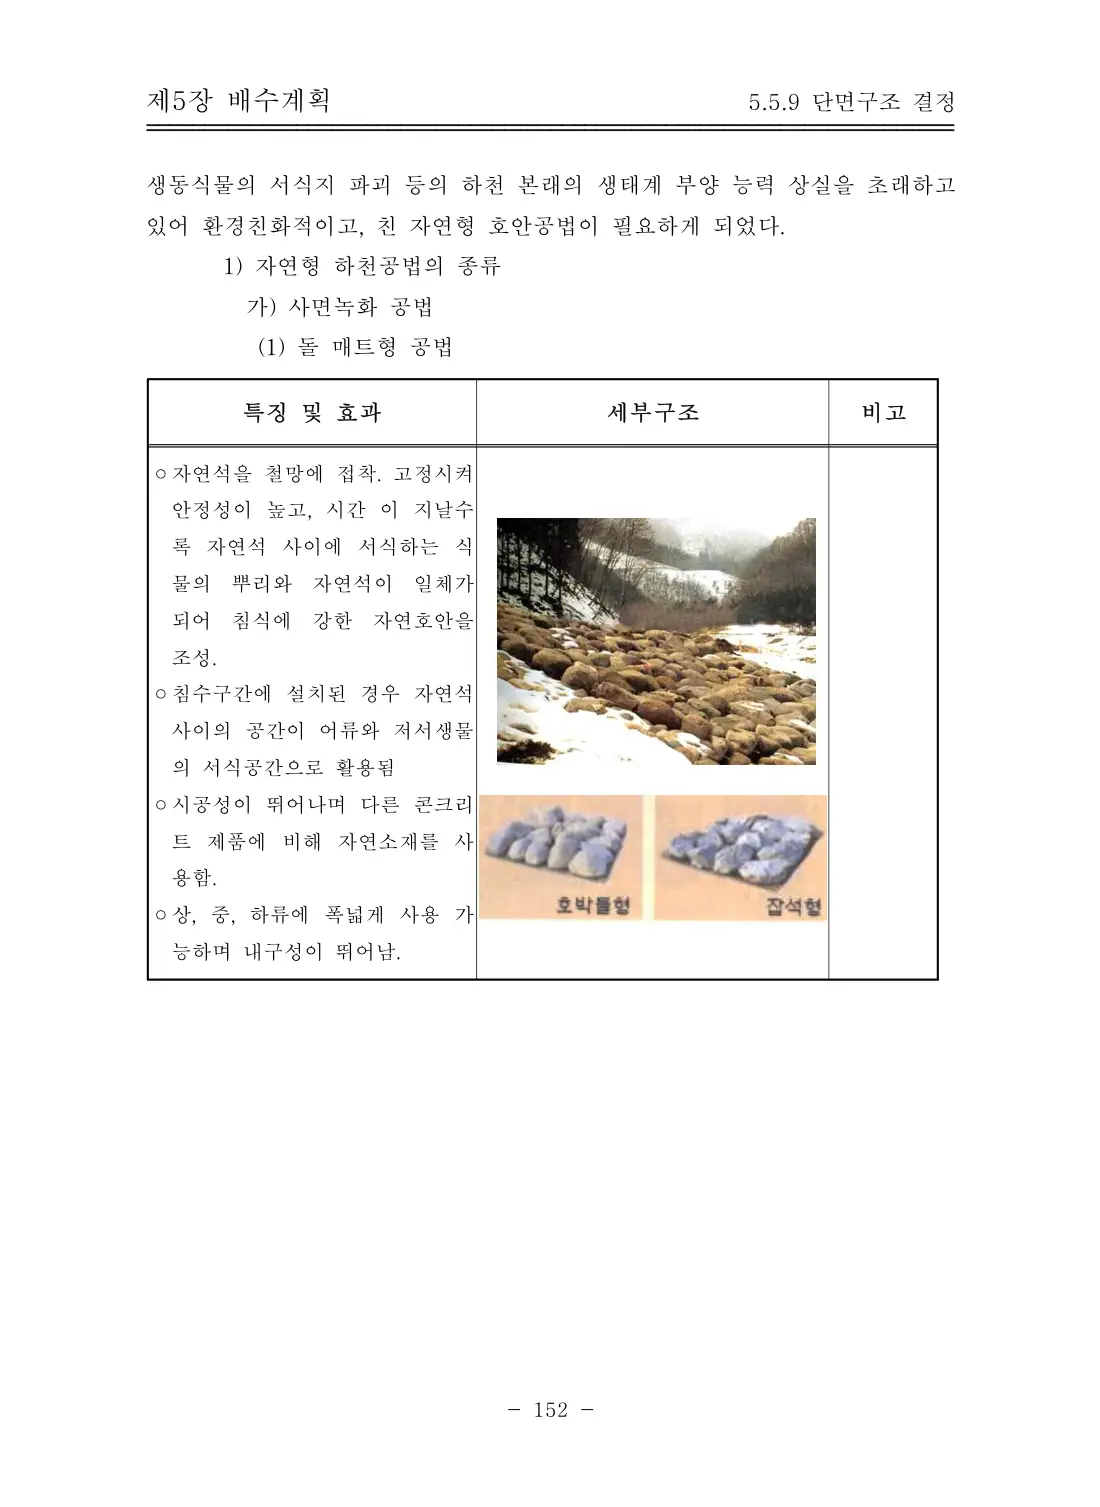 제5장 배수계획
5.5.9 단면구조 결정
생동식물의 서식지 파괴 등의 하천 본래의 생태계 부양 능력 상실을 초래하고
있어 환경친화적이고, 친 자연형 호안공법이 필요하게 되었다.
1) 자연형 하천공법의 종류
가) 사면녹화 공법
(1) 돌 매트형 공법
특징 및 효과
세부구조
비고
○자연석을 철망에 접착. 고정시켜
안정성이 높고, 시간 이 지날수
록 자연석 사이에 서식하는 식
물의 뿌리와 자연석이 일체가
되어 침식에 강한 자연호안을
조성.
○침수구간에 설치된 경우 자연석
사이의 공간이 어류와 저서생물
의 서식공간으로 활용됨
○시공성이 뛰어나며 다른 콘크리
트 제품에 비해 자연소재를 사
용함.
○상, 중, 하류에 폭넓게 사용 가
능하며 내구성이 뛰어남.
호박돌형
잡석형
- 152 -